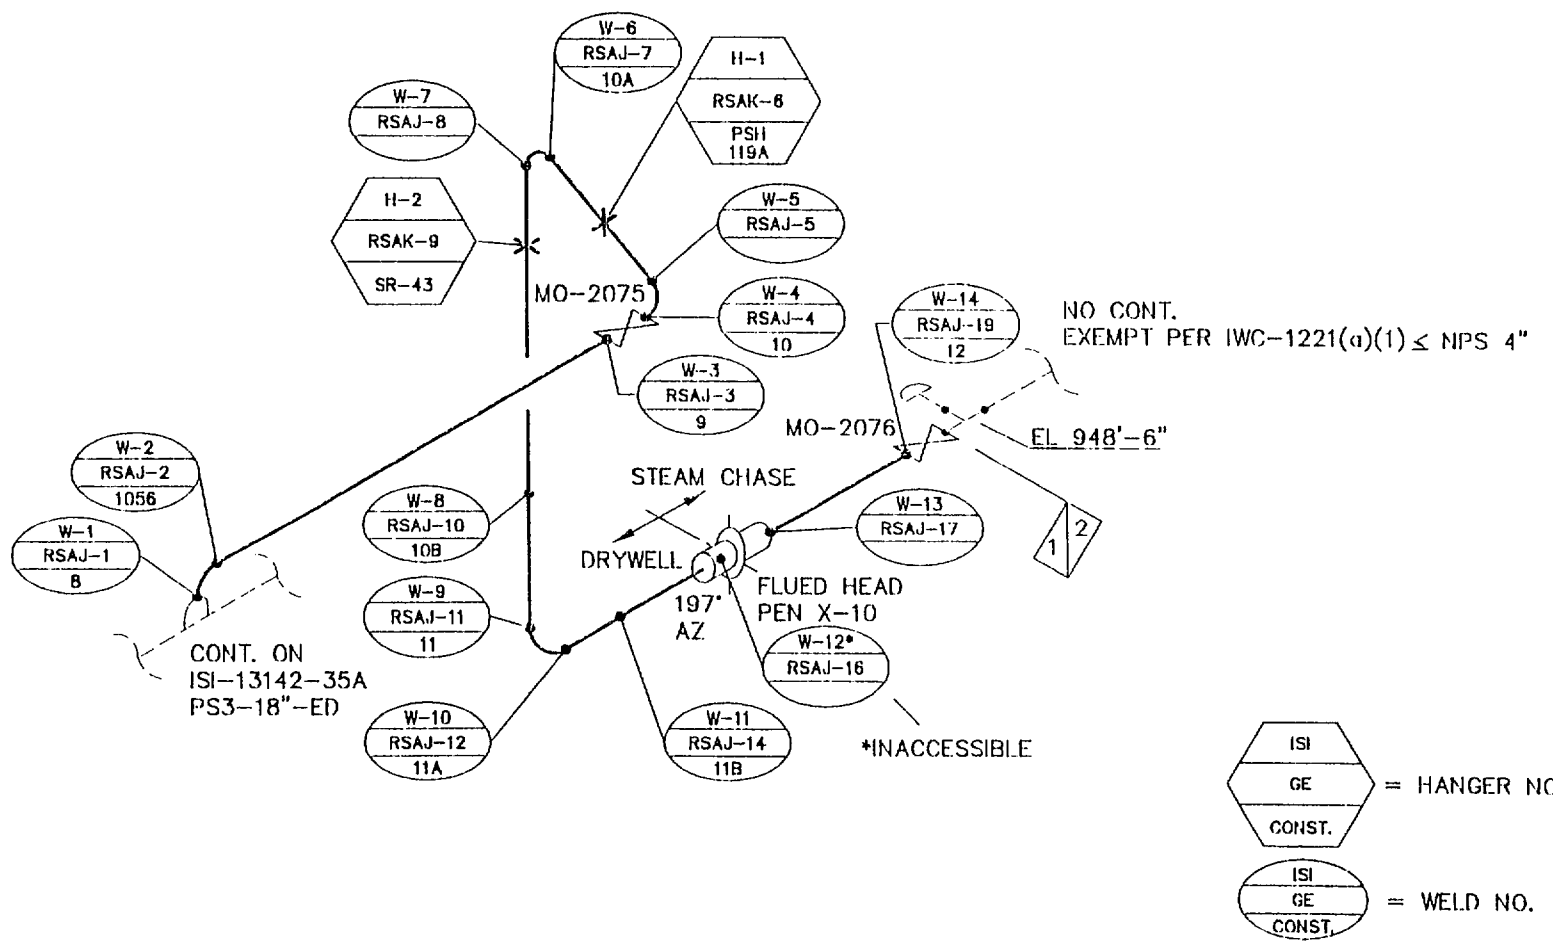 W-6
RSAJ-7
10A
H-1
RSAK-6
PSH
119A
W-7
RSAJ-8
H-2
RSAK-9
SR-43
W-5
RSAJ-5
MO-2075
W-4
RSAJ-4
10
W-14
RSAJ-19
12
NO CONT.
EXEMPT PER IWC-1221(a)(1) ≤ NPS 4"
W-3
RSAJ-3
9
MO-2076
EL 948'-6"
W-2
RSAJ-2
1056
STEAM CHASE
W-8
RSAJ-10
10B
W-13
RSAJ-17
1
2
W-1
RSAJ-1
8
DRYWELL
FLUED HEAD
PEN X-10
197°
AZ
W-9
RSAJ-11
11
W-12*
RSAJ-16
CONT. ON
ISI-13142-35A
PS3-18"-ED
W-10
RSAJ-12
11A
W-11
RSAJ-14
11B
*INACCESSIBLE
ISI
GE
CONST.
= HANGER NO
ISI
GE
CONST.
= WELD NO.